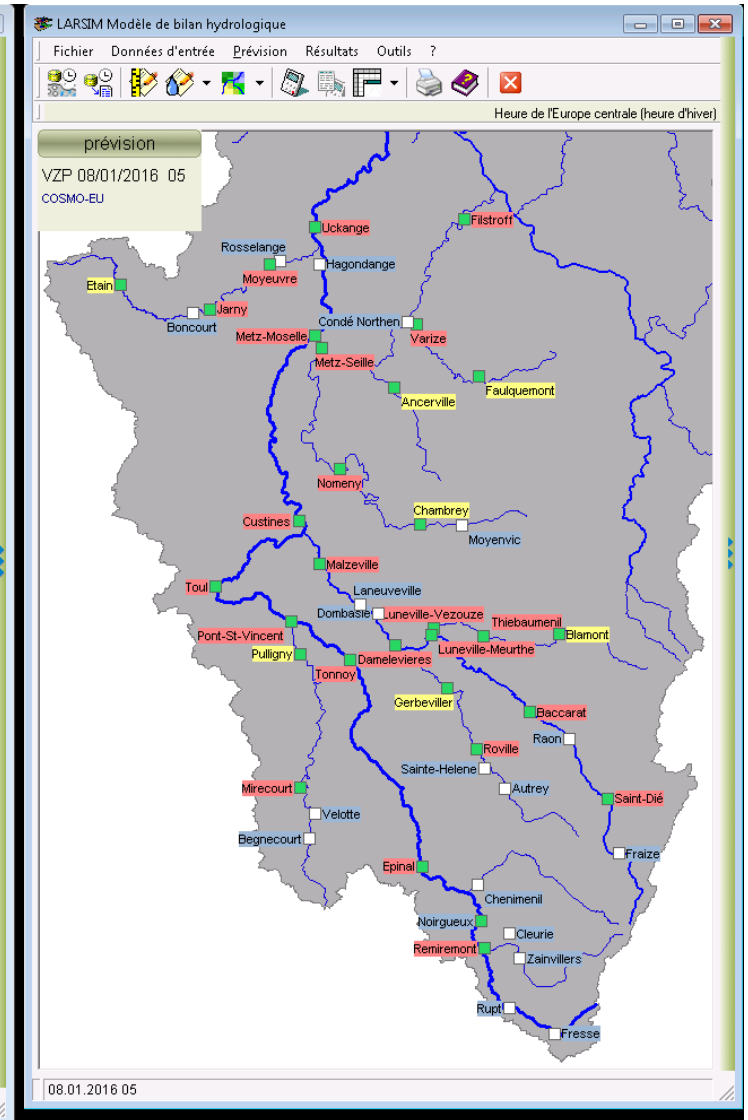 LARSIM Modèle de bilan hydrologique
Fichier Données d'entrée Prévision Résultats Outils ?
Heure de l'Europe centrale (heure d'hiver)
prévision
VZP 08/01/2016 05
COSMO-EU
Uckange
Filstroff
Rosselange
Hagondange
Moyeuvre
Etain
Jarny
Boncourt
Condé Northen
Varize
Metz-Moselle
Metz-Seille
Faulquemont
Ancerville
Nomeny
Chambrey
Custines
Moyenvic
Malzeville
Toul
Laneuveville
Dombasle
Luneville-Vezouze
Thiebaumenil
Pont-St-Vincent
Blamont
Luneville-Meurthe
Pulligny
Damelevieres
Tonnoy
Gerbeviller
Baccarat
Raon
Roville
Sainte-Helene
Mirecourt
Autrey
Saint-Dié
Velotte
Begnecourt
Fraize
Epinal
Chenimenil
Noirgueux
Cleurie
Remiremont
Zainvillers
Rupt
Fresse
08.01.2016 05